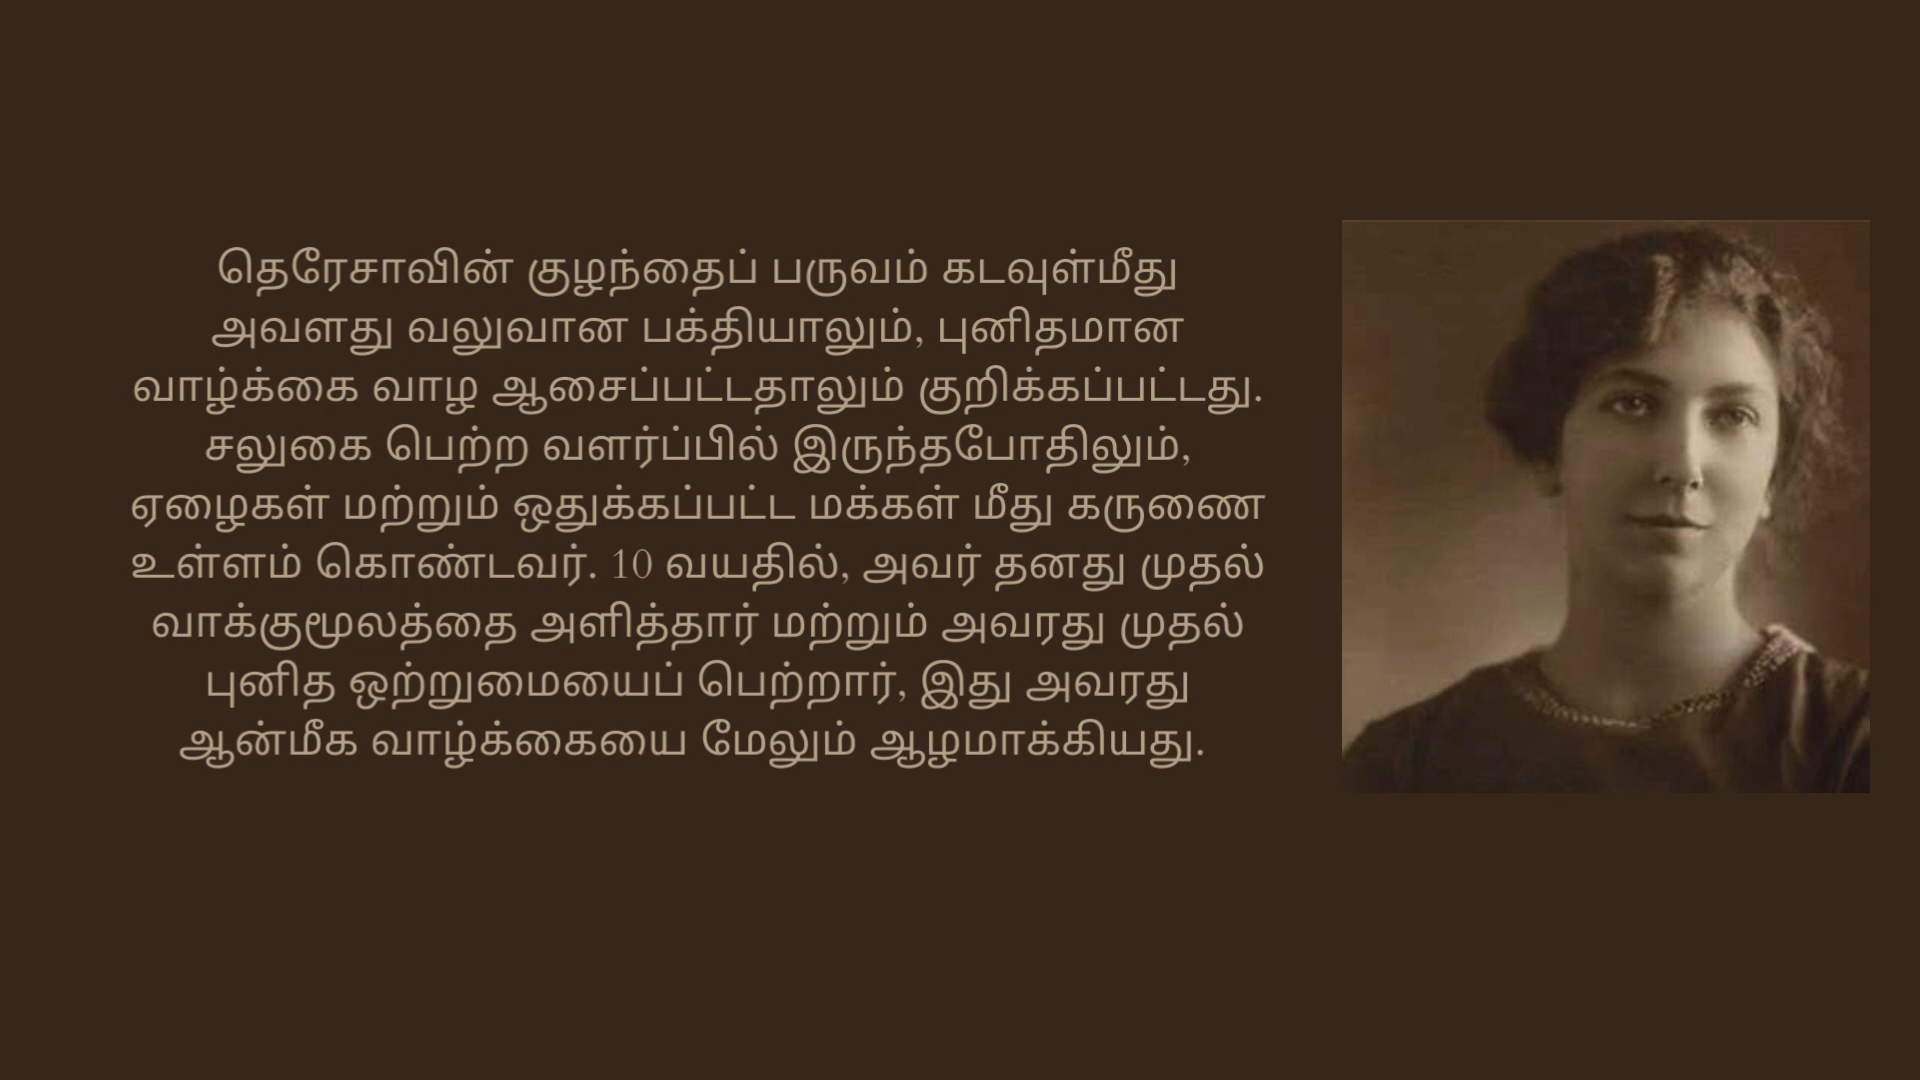 தெரேசாவின் குழந்தைப் பருவம் கடவுள்மீது
அவளது வலுவான பக்தியாலும், புனிதமான
வாழ்க்கை வாழ ஆசைப்பட்டதாலும் குறிக்கப்பட்டது.
சலுகை பெற்ற வளர்ப்பில் இருந்தபோதிலும்,
ஏழைகள் மற்றும் ஒதுக்கப்பட்ட மக்கள் மீது கருணை
உள்ளம் கொண்டவர். 10 வயதில், அவர் தனது முதல்
வாக்குமூலத்தை அளித்தார் மற்றும் அவரது முதல்
புனித ஒற்றுமையைப் பெற்றார், இது அவரது
ஆன்மீக வாழ்க்கையை மேலும் ஆழமாக்கியது.